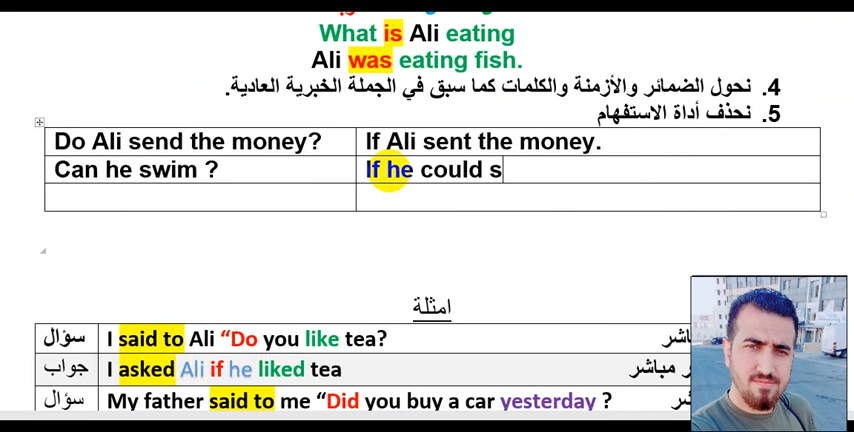 What is Ali eating
Ali was eating fish.
4. نحول الضمائر والأزمنة والكلمات كما سبق في الجملة الخبرية العادية.
5. نحذف أداة الاستفهام
Do Ali send the money? If Ali sent the money.
Can he swim ? If he could s
امثلة
سؤال I said to Ali “Do you like tea?
جواب I asked Ali if he liked tea مباشر
سؤال My father said to me “Did you buy a car yesterday ?